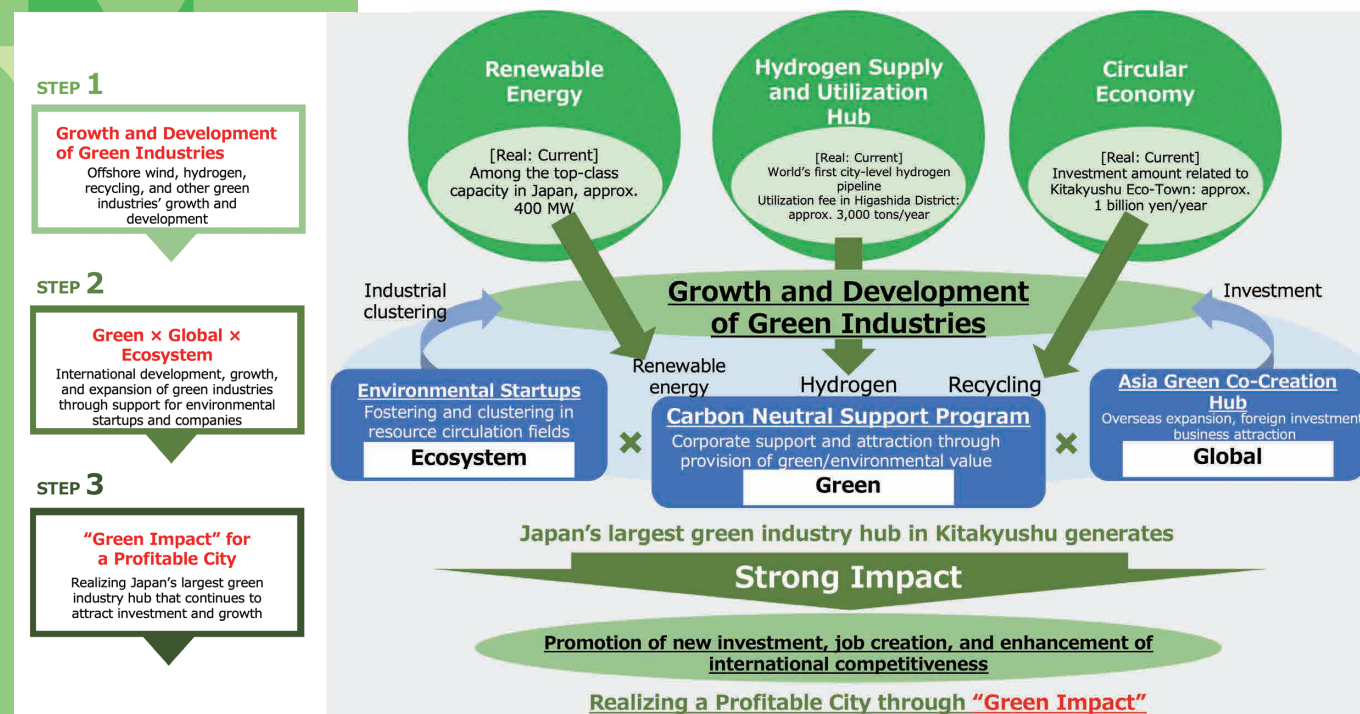 STEP 1
Growth and Development
of Green Industries
Offshore wind, hydrogen,
recycling, and other green
industries’ growth and
development
STEP 2
Green × Global ×
Ecosystem
International development, growth,
and expansion of green industries
through support for environmental
startups and companies
STEP 3
“Green Impact” for
a Profitable City
Realizing Japan’s largest green
industry hub that continues to
attract investment and growth
Renewable
Energy
[Real: Current]
Among the top-class
capacity in Japan, approx.
400 MW
Hydrogen Supply
and Utilization
Hub
[Real: Current]
World’s first city-level hydrogen
pipeline
Utilization fee in Higashida District:
approx. 3,000 tons/year
Circular
Economy
[Real: Current]
Investment amount related to
Kitakyushu Eco-Town: approx.
1 billion yen/year
Industrial
clustering
Growth and Development
of Green Industries
Investment
Renewable
energy
Hydrogen
Recycling
Environmental Startups
Fostering and clustering in
resource circulation fields
Ecosystem
×
Carbon Neutral Support Program
Corporate support and attraction through
provision of green/environmental value
Green
×
Asia Green Co-Creation
Hub
Overseas expansion, foreign investment
business attraction
Global
Japan’s largest green industry hub in Kitakyushu generates
Strong Impact
Promotion of new investment, job creation, and enhancement of
international competitiveness
Realizing a Profitable City through “Green Impact”